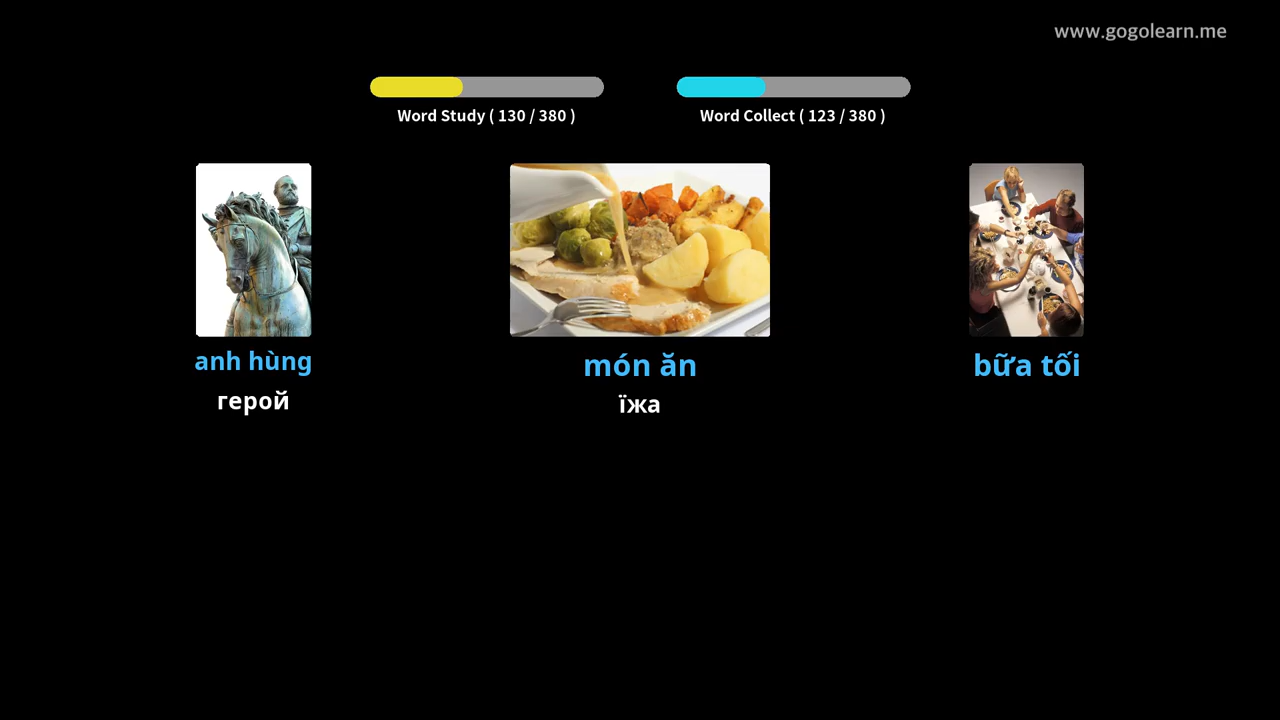 www.gogolearn.me
Word Study ( 130 / 380 )
Word Collect ( 123 / 380 )
anh hùng
герой
món ăn
їжа
bữa tối